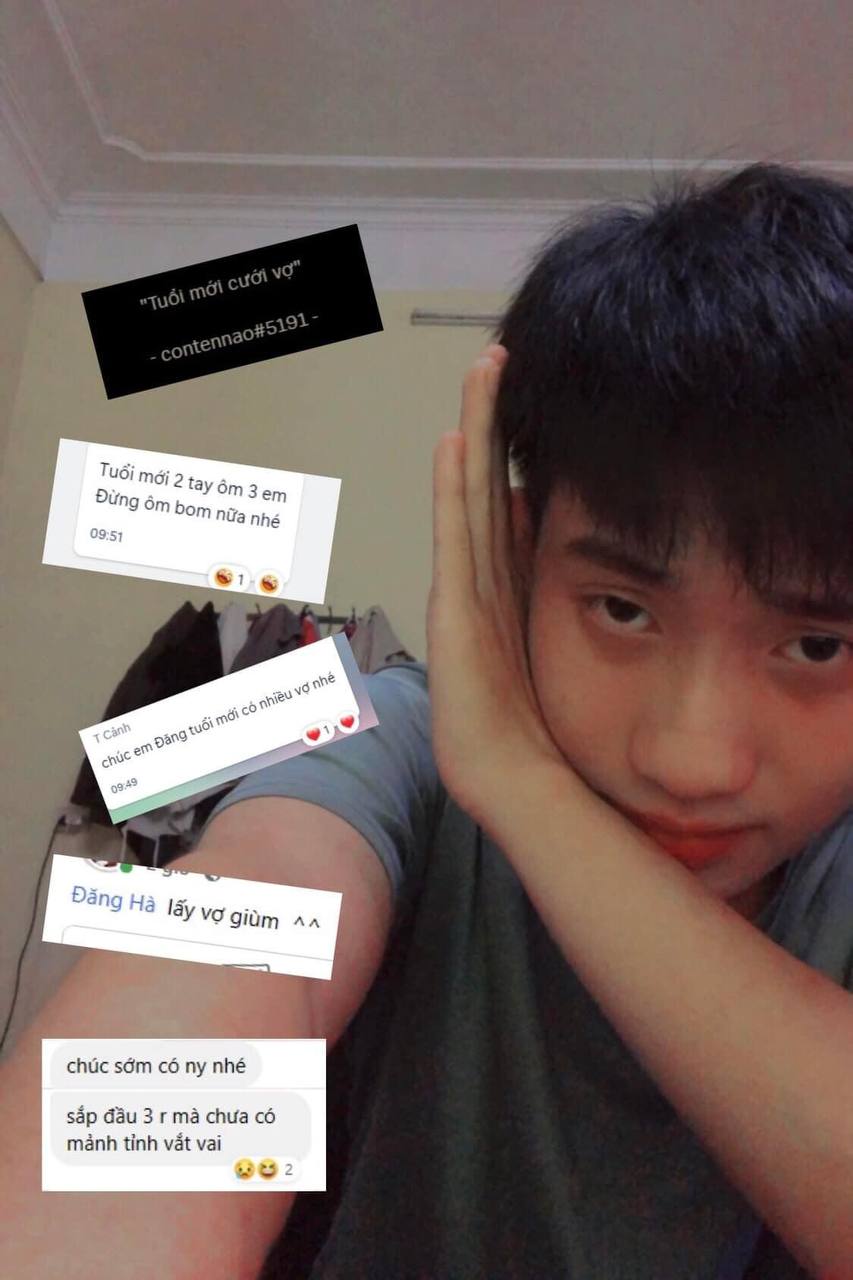 "Tuổi mới cưới vợ"
- contennao#5191 -
Tuổi mới 2 tay ôm 3 em
Đừng ôm bom nữa nhé
09:51
1
T Cảnh
chúc em Đăng tuổi mới có nhiều vợ nhé
1
09:49
Đăng Hà lấy vợ giùm ^^
chúc sớm có ny nhé
sắp đầu 3 r mà chưa có
mảnh tỉnh vắt vai
2